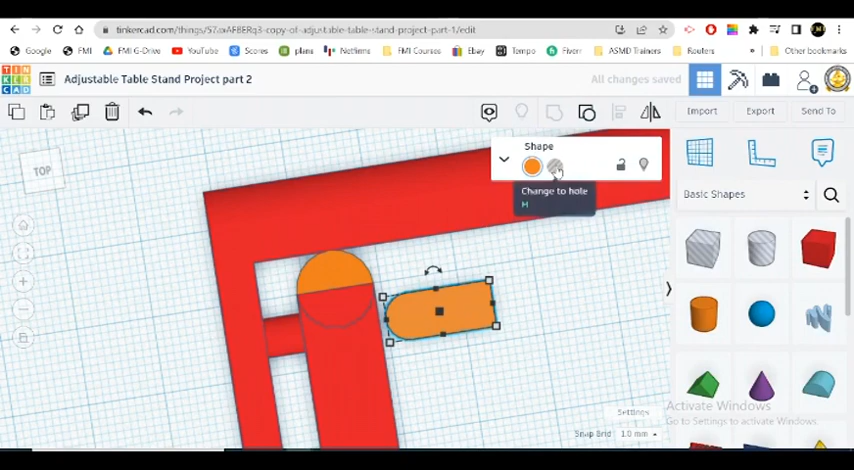 tinkercad.com/things/57axAFBERq3-copy-of-adjustable-table-stand-project-part-1/edit
Google FMI FMI G-Drive YouTube Scores plans Netfirms FMI Courses Ebay Tempo Fiverr ASMD Trainers Routers » Other bookmarks
TIN
KER
CAD
Adjustable Table Stand Project part 2
All changes saved
Import Export Send To
Shape
TOP
Change to hole
H
Basic Shapes
Settings
Activate Windows
Go to Settings to activate Windows.
Snap Grid 1.0 mm